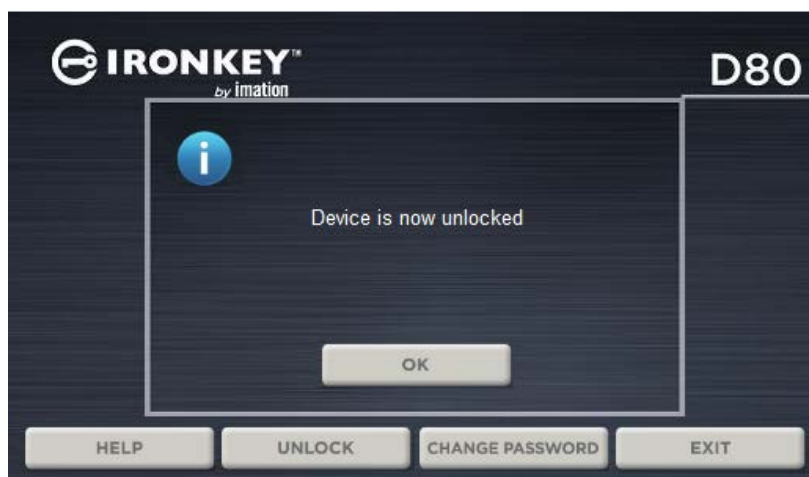 IRONKEY™
by imation
D80
i
Device is now unlocked
OK
HELP UNLOCK CHANGE PASSWORD EXIT